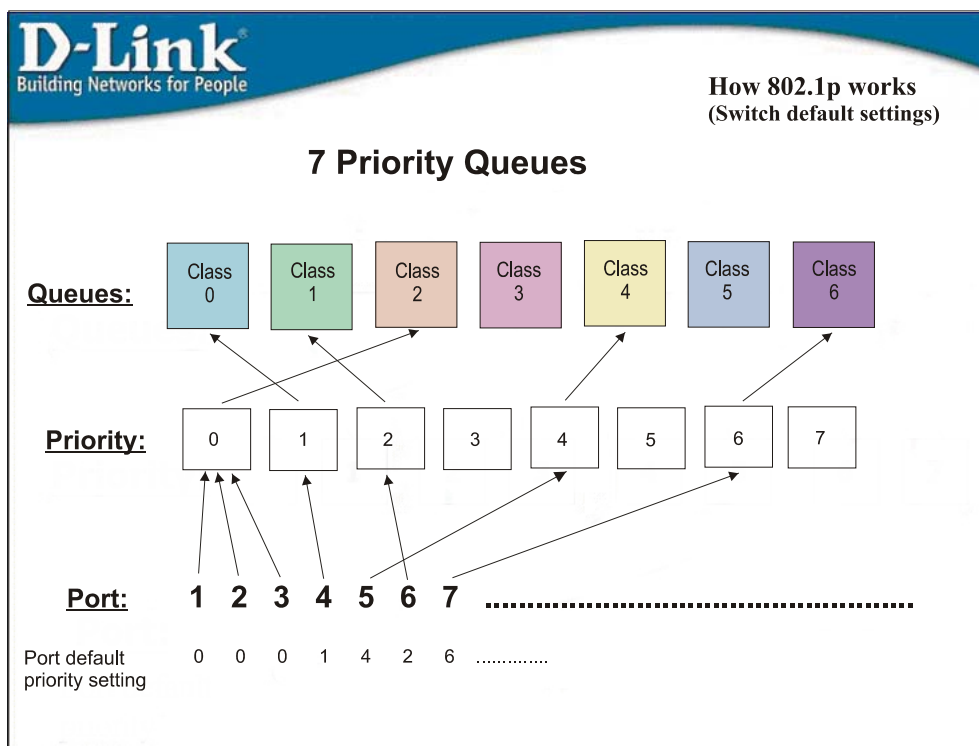 D-Link®
Building Networks for People
How 802.1p works
(Switch default settings)
7 Priority Queues
Queues:
Class 0
Class 1
Class 2
Class 3
Class 4
Class 5
Class 6
Priority:
0 1 2 3 4 5 6 7
Port: 1 2 3 4 5 6 7 ................................................
Port default
priority setting
0 0 0 1 4 2 6 .............